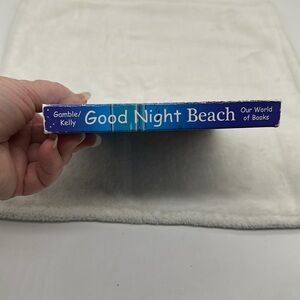 Gamble/
Kelly
Good Night Beach
Our World
of Books